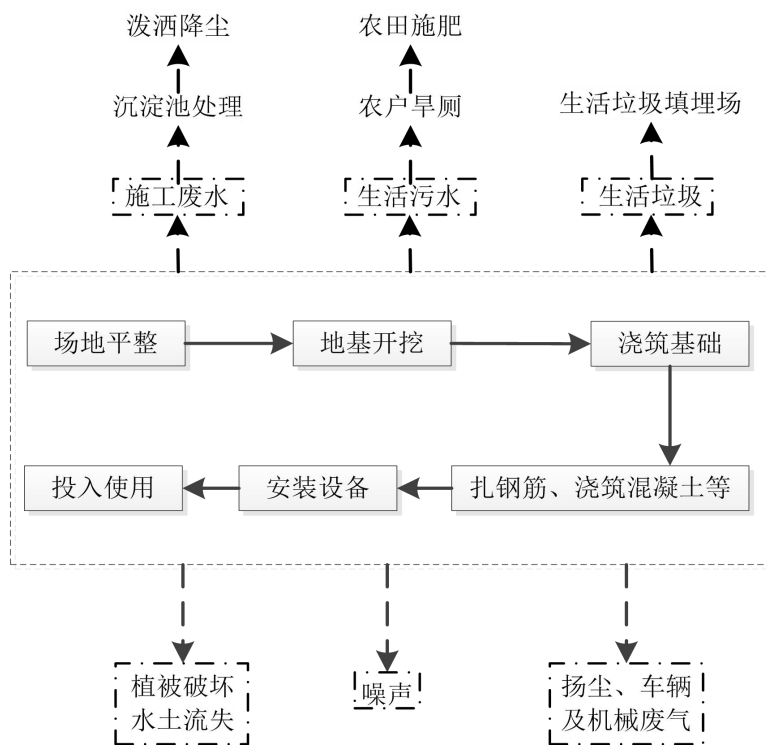 泼洒降尘
农田施肥
沉淀池处理
农户旱厕
生活垃圾填埋场
施工废水
生活污水
生活垃圾
场地平整
地基开挖
浇筑基础
投入使用
安装设备
扎钢筋、浇筑混凝土等
植被破坏
水土流失
噪声
扬尘、车辆
及机械废气